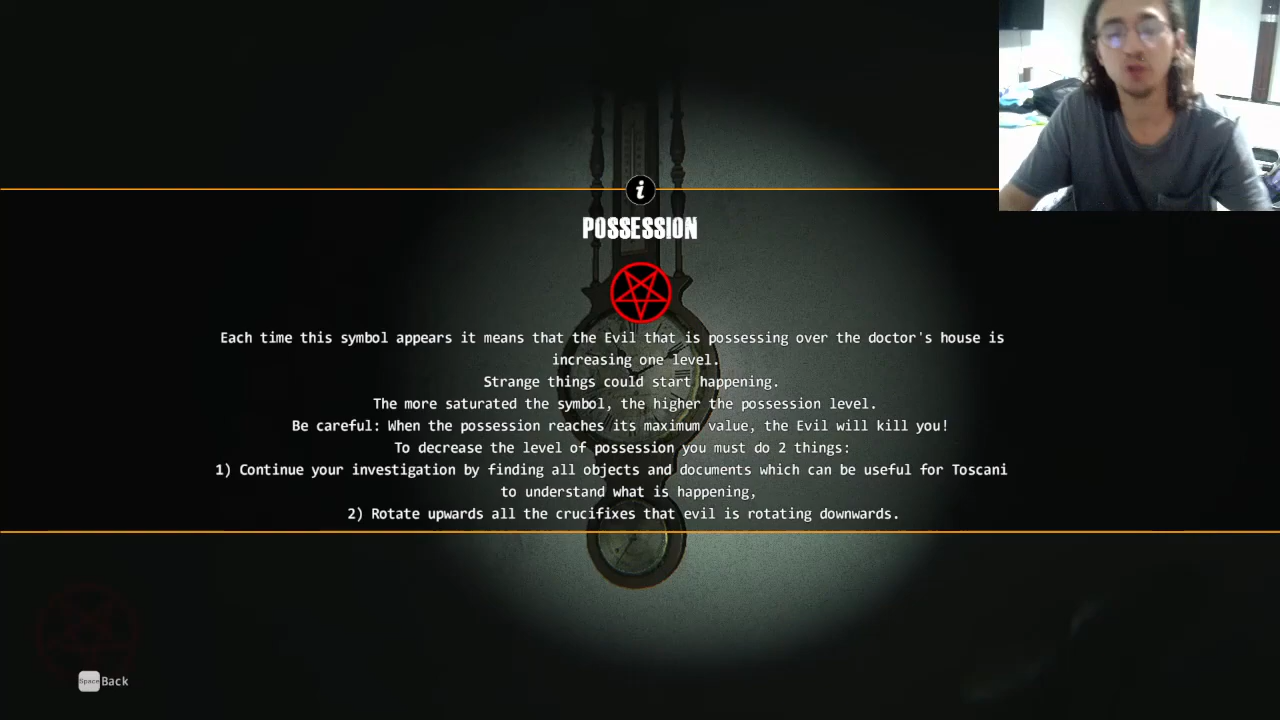 i
POSSESSION
Each time this symbol appears it means that the Evil that is possessing over the doctor's house is
increasing one level.
Strange things could start happening.
The more saturated the symbol, the higher the possession level.
Be careful: When the possession reaches its maximum value, the Evil will kill you!
To decrease the level of possession you must do 2 things:
1) Continue your investigation by finding all objects and documents which can be useful for Toscani
to understand what is happening,
2) Rotate upwards all the crucifixes that evil is rotating downwards.
Space Back